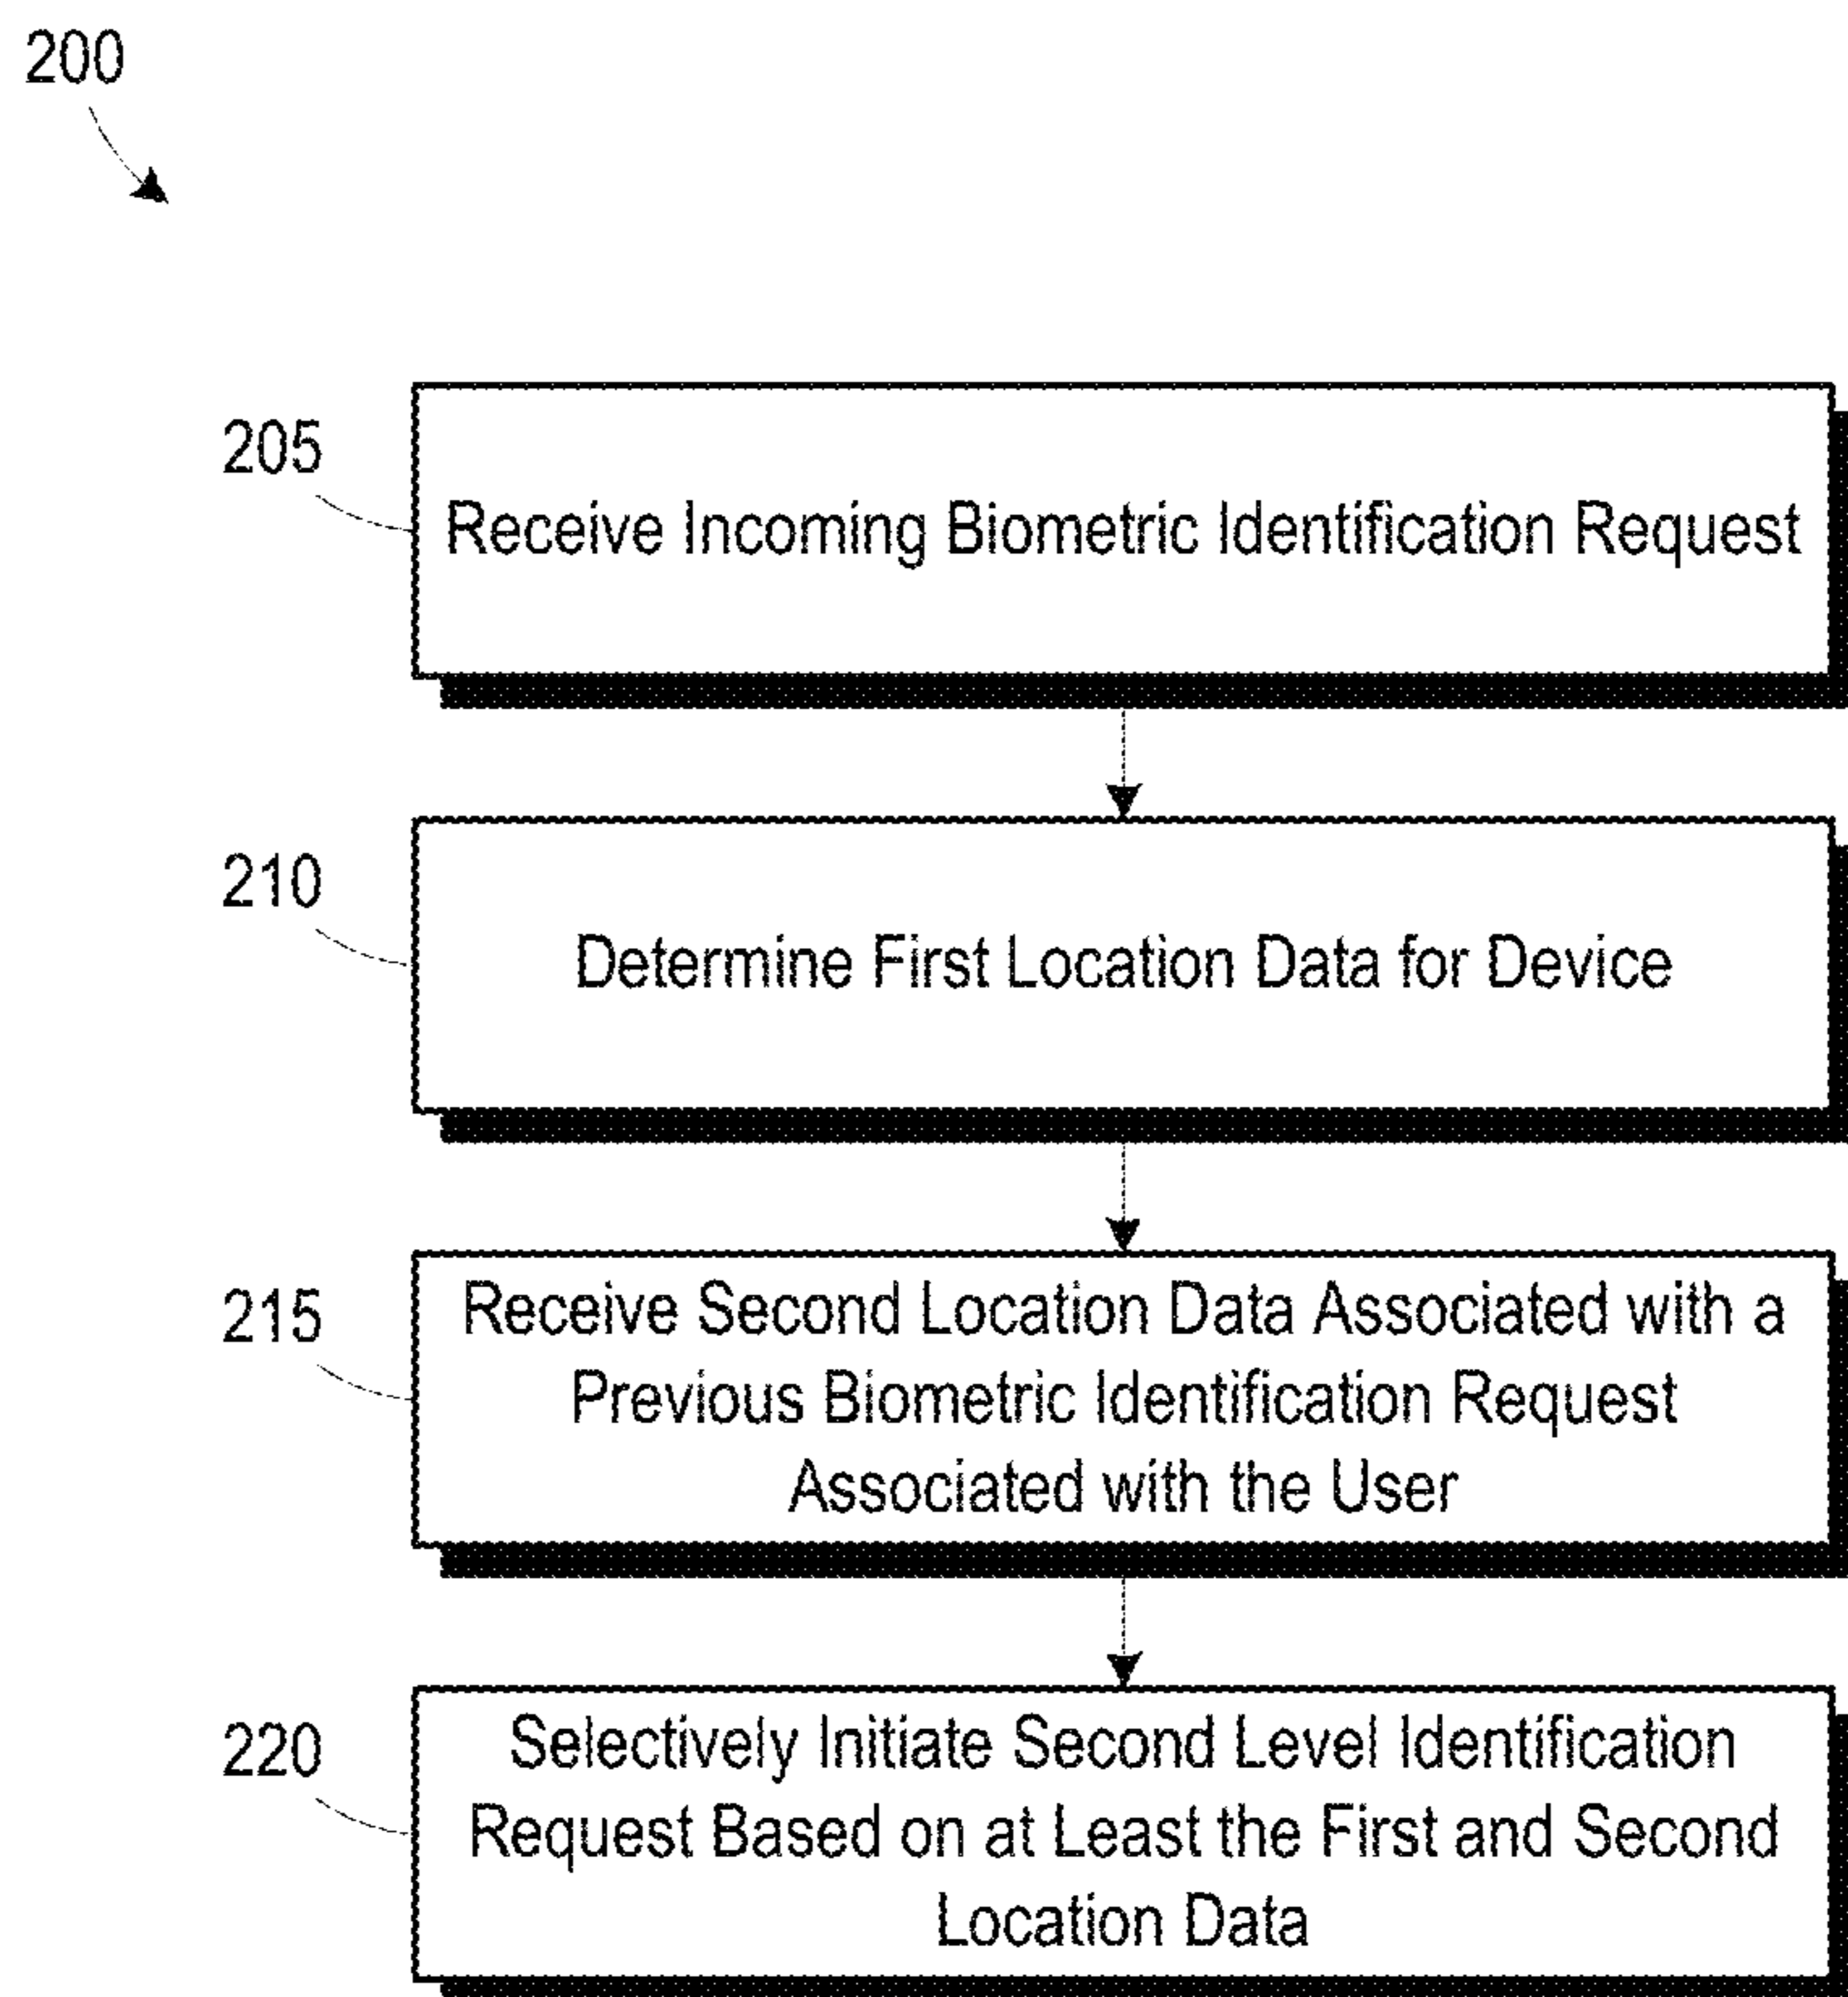 200
205
Receive Incoming Biometric Identification Request
210
Determine First Location Data for Device
215
Receive Second Location Data Associated with a
Previous Biometric Identification Request
Associated with the User
220
Selectively Initiate Second Level Identification
Request Based on at Least the First and Second
Location Data